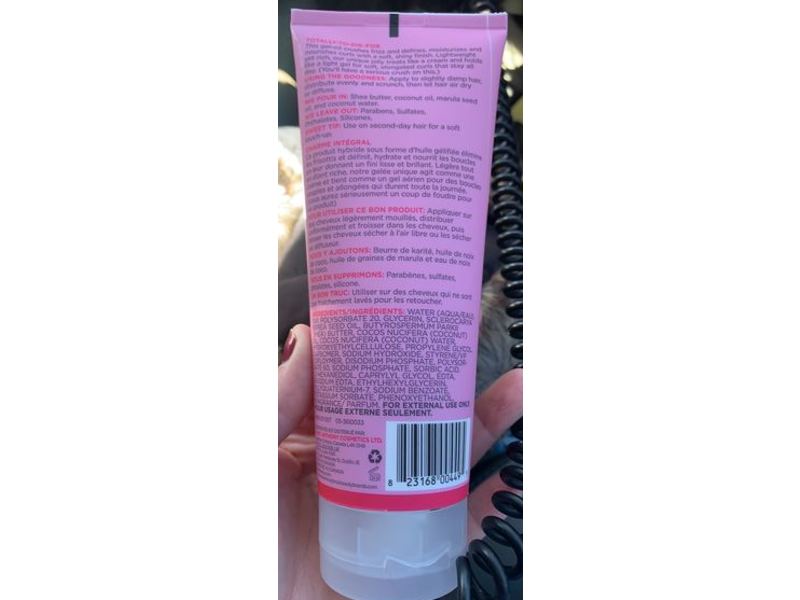 TOTALLY-TO-DIE-FOR
This gel-oil crushes frizz and defines, moisturizes and
nourishes curls with a soft, shiny finish. Lightweight
yet rich, our unique jelly treats like a cream and holds
like a light gel for soft, elongated curls that stay all
day. (You'll have a serious crush on this.)
USING THE GOODNESS: Apply to slightly damp hair,
distribute evenly and scrunch, then let hair air dry
or diffuse.
WE POUR IN: Shea butter, coconut oil, marula seed
oil, and coconut water.
WE LEAVE OUT: Parabens, Sulfates,
Phthalates, Silicones.
SWEET TIP: Use on second-day hair for a soft
touch-up.
CHARME INTÉGRAL
Ce produit hybride sous forme d'huile gélifiée élimine
les frisottis et définit, hydrate et nourrit les boucles
en leur donnant un fini lisse et brillant. Légère tout
en étant riche, notre gelée unique agit comme une
crème et tient comme un gel aérien pour des boucles
souples et allongées qui durent toute la journée.
(Vous aurez sérieusement un coup de foudre pour
ce produit)
POUR UTILISER CE BON PRODUIT: Appliquer sur
les cheveux légèrement mouillés, distribuer
uniformément et froisser dans les cheveux, puis
laisser les cheveux sécher à l'air libre ou les sécher
au diffuseur.
NOUS Y AJOUTONS: Beurre de karité, huile de noix
de coco, huile de graines de marula et eau de noix
de coco.
NOUS EN SUPPRIMONS: Parabènes, sulfates,
phtalates, silicone.
UN BON TRUC: Utiliser sur des cheveux qui ne sont
pas fraîchement lavés pour les retoucher.
INGREDIENTS/INGRÉDIENTS: WATER (AQUA/EAU),
POLYSORBATE 20, GLYCERIN, SCLEROCARYA
BIRREA SEED OIL, BUTYROSPERMUM PARKII
(SHEA) BUTTER, COCOS NUCIFERA (COCONUT)
OIL, COCOS NUCIFERA (COCONUT) WATER,
HYDROXYETHYLCELLULOSE, PROPYLENE GLYCOL,
CARBOMER, SODIUM HYDROXIDE, STYRENE/VP
COPOLYMER, DISODIUM PHOSPHATE, POLYSOR-
BATE 60, SODIUM PHOSPHATE, SORBIC ACID,
HEXANEDIOL, CAPRYLYL GLYCOL, EDTA,
DISODIUM EDTA, ETHYLHEXYLGLYCERIN,
POLYQUATERNIUM-7, SODIUM BENZOATE,
POTASSIUM SORBATE, PHENOXYETHANOL,
FRAGRANCE/ PARFUM. FOR EXTERNAL USE ONLY
POUR USAGE EXTERNE SEULEMENT.
03-360033
ANTHONY COSMETICS LTD.
8 23168 00449